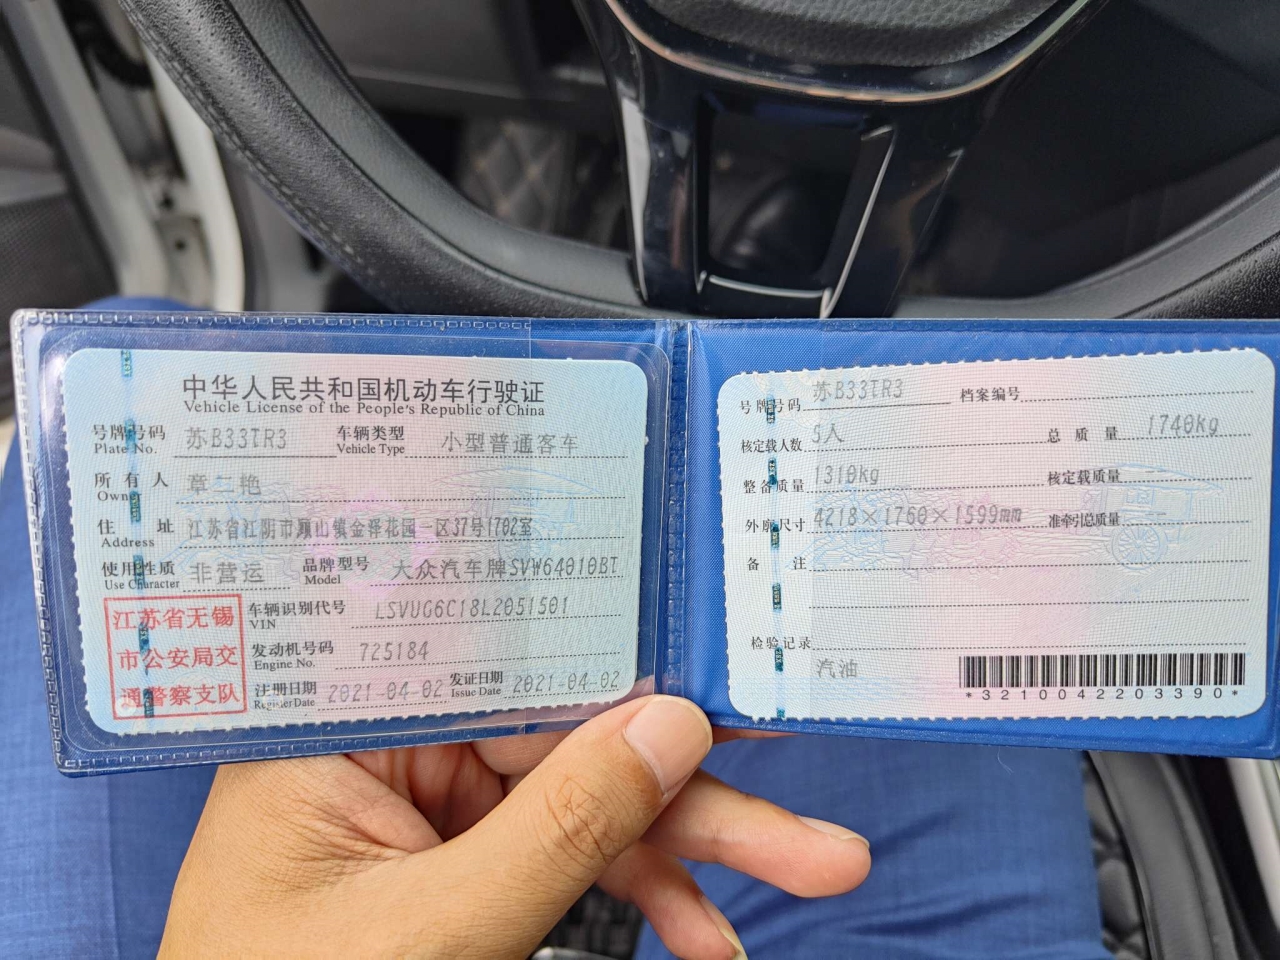 中华人民共和国机动车行驶证
Vehicle License of the People's Republic of China
号牌号码 Plate No. 苏B33TR3 车辆类型 Vehicle Type 小型普通客车
所有人 Owner 章二艳
住址 Address 江苏省江阴市顾山镇金泽花园一区37号1702室
使用性质 Use Character 非营运 品牌型号 Model 大众汽车牌SVW64010BT
江苏省无锡
市公安局交
通警察支队
车辆识别代号 VIN LSVUG6C18L2051501
发动机号码 Engine No. 725184
注册日期 Register Date 2021-04-02 发证日期 Issue Date 2021-04-02
号牌号码 苏B33TR3 档案编号
核定载人数 5人 总质量 1740kg
整备质量 1310kg 核定载质量 --
外廓尺寸 4218×1760×1599mm 准牵引总质量 --
备注
检验记录
汽油
*3210042203390*